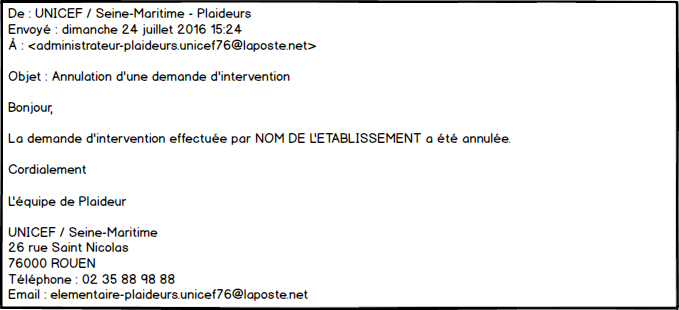 De : UNICEF / Seine-Maritime - Plaideurs
Envoyé : dimanche 24 juillet 2016 15:24
À : <administrateur-plaideurs.unicef76@laposte.net>
Objet : Annulation d'une demande d'intervention
Bonjour,
La demande d'intervention effectuée par NOM DE L'ETABLISSEMENT a été annulée.
Cordialement
L'équipe de Plaideur
UNICEF / Seine-Maritime
26 rue Saint Nicolas
76000 ROUEN
Téléphone : 02 35 88 98 88
Email : elementaire-plaideurs.unicef76@laposte.net